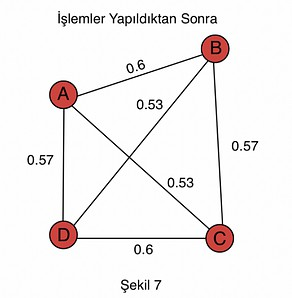 İşlemler Yapıldıktan Sonra
B
0.6
A
0.53
0.57
0.57
0.53
D
C
0.6
Şekil 7